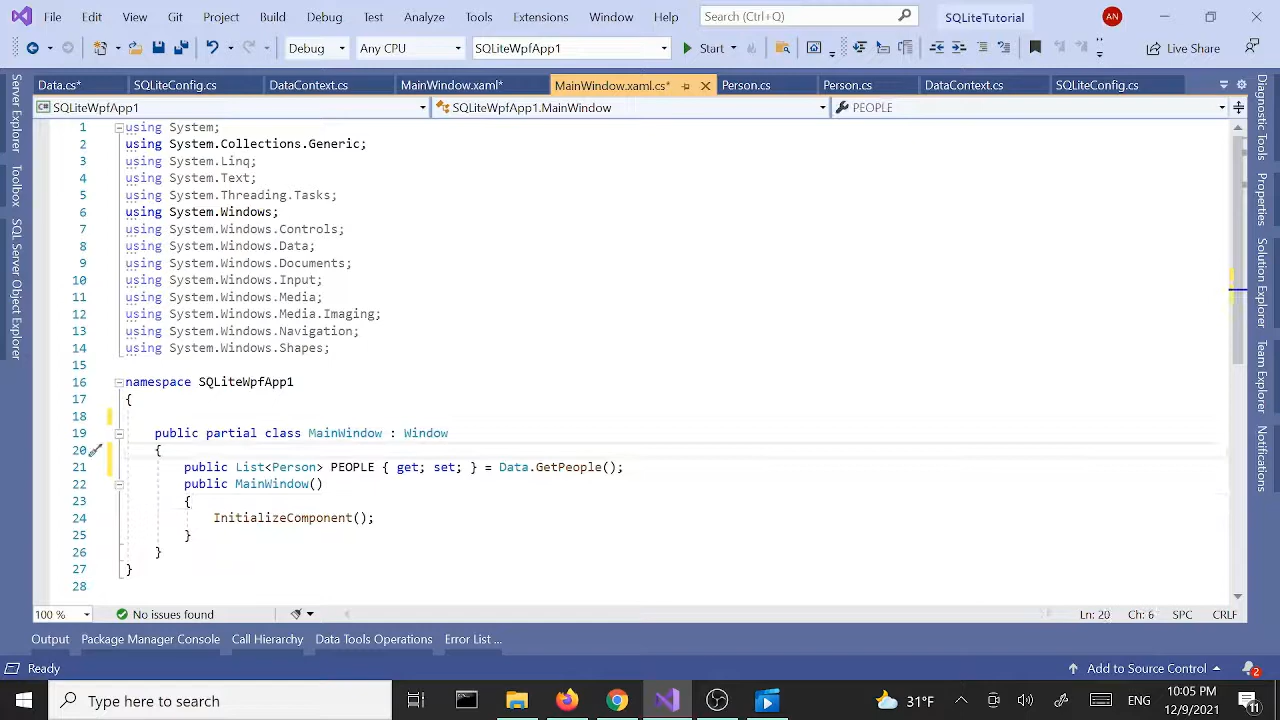 File Edit View Git Project Build Debug Test Analyze Tools Extensions Window Help Search (Ctrl+Q) SQLiteTutorial AN
Debug Any CPU SQLiteWpfApp1 Start Live Share
Data.cs* SQLiteConfig.cs DataContext.cs MainWindow.xaml* MainWindow.xaml.cs* Person.cs Person.cs DataContext.cs SQLiteConfig.cs
SQLiteWpfApp1 SQLiteWpfApp1.MainWindow PEOPLE
Server Explorer
Toolbox
SQL Server Object Explorer
1 using System;
2 using System.Collections.Generic;
3 using System.Linq;
4 using System.Text;
5 using System.Threading.Tasks;
6 using System.Windows;
7 using System.Windows.Controls;
8 using System.Windows.Data;
9 using System.Windows.Documents;
10 using System.Windows.Input;
11 using System.Windows.Media;
12 using System.Windows.Media.Imaging;
13 using System.Windows.Navigation;
14 using System.Windows.Shapes;
15
16 namespace SQLiteWpfApp1
17 {
18
19 public partial class MainWindow : Window
20 {
21 public List<Person> PEOPLE { get; set; } = Data.GetPeople();
22 public MainWindow()
23 {
24 InitializeComponent();
25 }
26 }
27 }
28
Diagnostic Tools
Properties
Solution Explorer
Team Explorer
Notifications
100 % No issues found Ln: 20 Ch: 6 SPC CRLF
Output Package Manager Console Call Hierarchy Data Tools Operations Error List ...
Ready Add to Source Control 2
Type here to search 31°F ENG 10:05 PM
12/9/2021 11